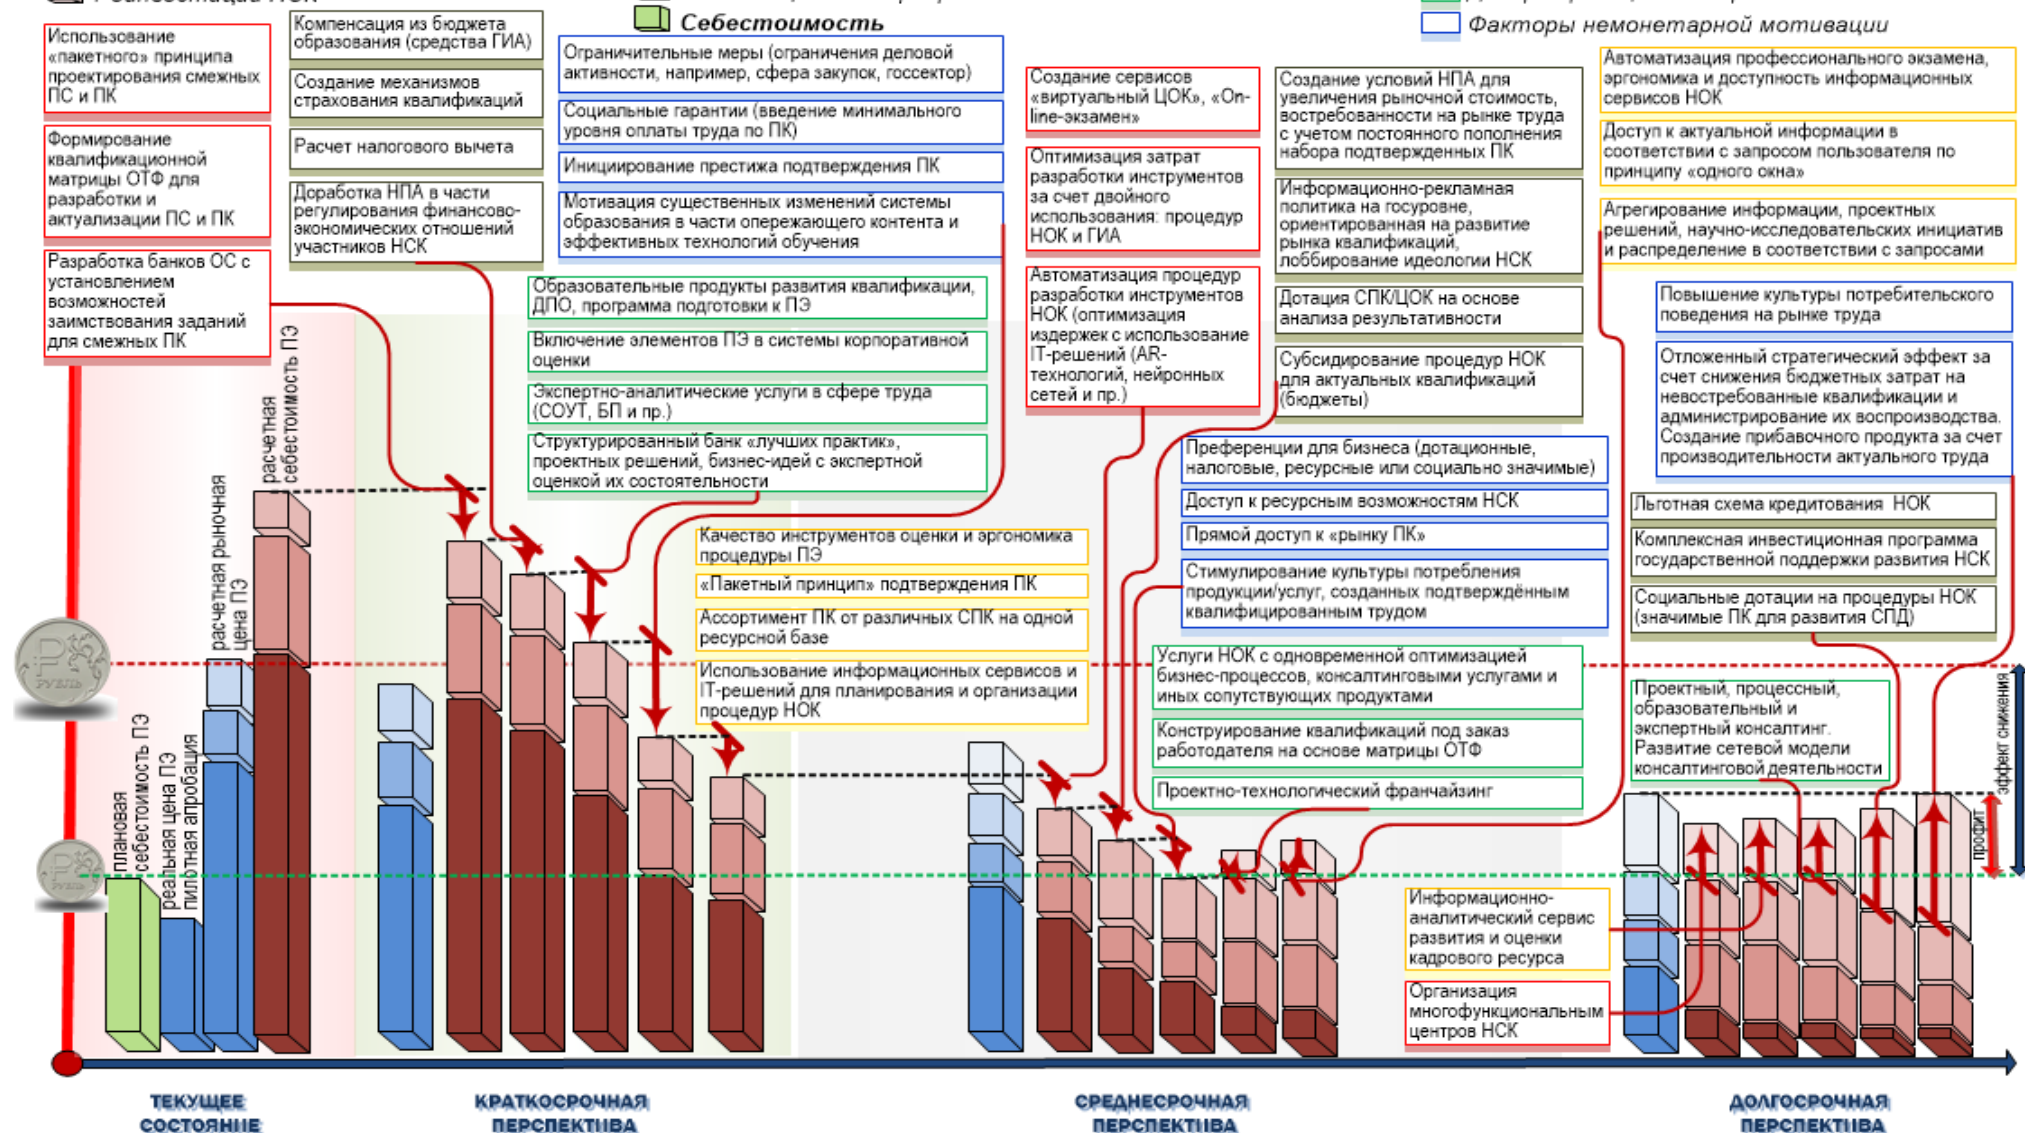 Себестоимость
Факторы немонетарной мотивации
Использование
«пакетного» принципа
проектирования смежных
ПС и ПК
Формирование
квалификационной
матрицы ОТФ для
разработки и
актуализации ПС и ПК
Разработка банков ОС с
установлением
возможностей
заимствования заданий
для смежных ПК
Компенсация из бюджета
образования (средства ГИА)
Создание механизмов
страхования квалификаций
Расчет налогового вычета
Доработка НПА в части
регулирования финансово-
экономических отношений
участников НСК
Ограничительные меры (ограничения деловой
активности, например, сфера закупок, госсектор)
Социальные гарантии (введение минимального
уровня оплаты труда по ПК)
Инициирование престижа подтверждения ПК
Мотивация существенных изменений системы
образования в части опережающего контента и
эффективных технологий обучения
Образовательные продукты развития квалификации,
ДПО, программа подготовки к ПЭ
Включение элементов ПЭ в системы корпоративной
оценки
Экспертно-аналитические услуги в сфере труда
(СОУТ, БП и пр.)
Структурированный банк «лучших практик»,
проектных решений, бизнес-идей с экспертной
оценкой их состоятельности
Качество инструментов оценки и эргономика
процедуры ПЭ
«Пакетный принцип» подтверждения ПК
Ассортимент ПК от различных СПК на одной
ресурсной базе
Использование информационных сервисов и
IT-решений для планирования и организации
процедур НОК
Создание сервисов
«виртуальный ЦОК», «On-
line-экзамен»
Оптимизация затрат
разработки инструментов
за счет двойного
использования: процедур
НОК и ГИА
Автоматизация процедур
разработки инструментов
НОК (оптимизация
издержек с использование
IT-решений (AR-
технологий, нейронных
сетей и пр.)
Создание условий НПА для
увеличения рыночной стоимость,
востребованности на рынке труда
с учетом постоянного пополнения
набора подтвержденных ПК
Информационно-рекламная
политика на госуровне,
ориентированная на развитие
рынка квалификаций,
лоббирование идеологии НСК
Дотация СПК/ЦОК на основе
анализа результативности
Субсидирование процедур НОК
для актуальных квалификаций
(бюджеты)
Преференции для бизнеса (дотационные,
налоговые, ресурсные или социально значимые)
Доступ к ресурсным возможностям НСК
Прямой доступ к «рынку ПК»
Стимулирование культуры потребления
продукции/услуг, созданных подтверждённым
квалифицированным трудом
Услуги НОК с одновременной оптимизацией
бизнес-процессов, консалтинговыми услугами и
иных сопутствующих продуктами
Конструирование квалификаций под заказ
работодателя на основе матрицы ОТФ
Проектно-технологический франчайзинг
Автоматизация профессионального экзамена,
эргономика и доступность информационных
сервисов НОК
Доступ к актуальной информации в
соответствии с запросом пользователя по
принципу «одного окна»
Агрегирование информации, проектных
решений, научно-исследовательских инициатив
и распределение в соответствии с запросами
Повышение культуры потребительского
поведения на рынке труда
Отложенный стратегический эффект за
счет снижения бюджетных затрат на
невостребованные квалификации и
администрирование их воспроизводства.
Создание прибавочного продукта за счет
производительности актуального труда
Льготная схема кредитования НОК
Комплексная инвестиционная программа
государственной поддержки развития НСК
Социальные дотации на процедуры НОК
(значимые ПК для развития СПД)
Проектный, процессный,
образовательный и
экспертный консалтинг.
Развитие сетевой модели
консалтинговой деятельности
Информационно-
аналитический сервис
развития и оценки
кадрового ресурса
Организация
многофункциональным
центров НСК
плановая
себестоимость ПЭ
реальная цена ПЭ
пилотная апробация
расчетная рыночная
цена ПЭ
расчетная
себестоимость ПЭ
эффект снижения
профит
РУБЛЬ
РУБЛЬ
ТЕКУЩЕЕ
СОСТОЯНИЕ
КРАТКОСРОЧНАЯ
ПЕРСПЕКТИВА
СРЕДНЕСРОЧНАЯ
ПЕРСПЕКТИВА
ДОЛГОСРОЧНАЯ
ПЕРСПЕКТИВА